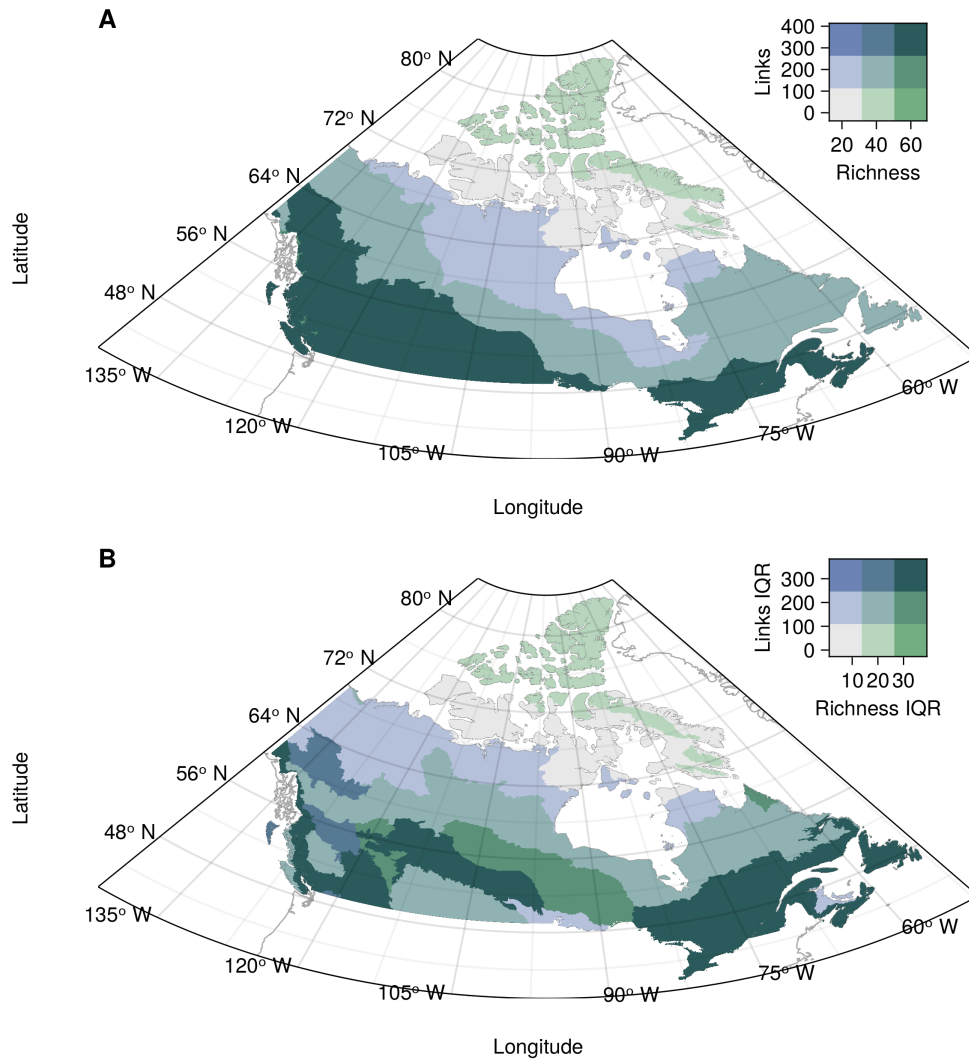 A
400
300
200
100
0
Links
20 40 60
Richness
80° N
72° N
64° N
56° N
48° N
135° W
120° W
105° W
90° W
75° W
60° W
Latitude
Longitude
B
300
200
100
0
Links IQR
10 20 30
Richness IQR
80° N
72° N
64° N
56° N
48° N
135° W
120° W
105° W
90° W
75° W
60° W
Latitude
Longitude